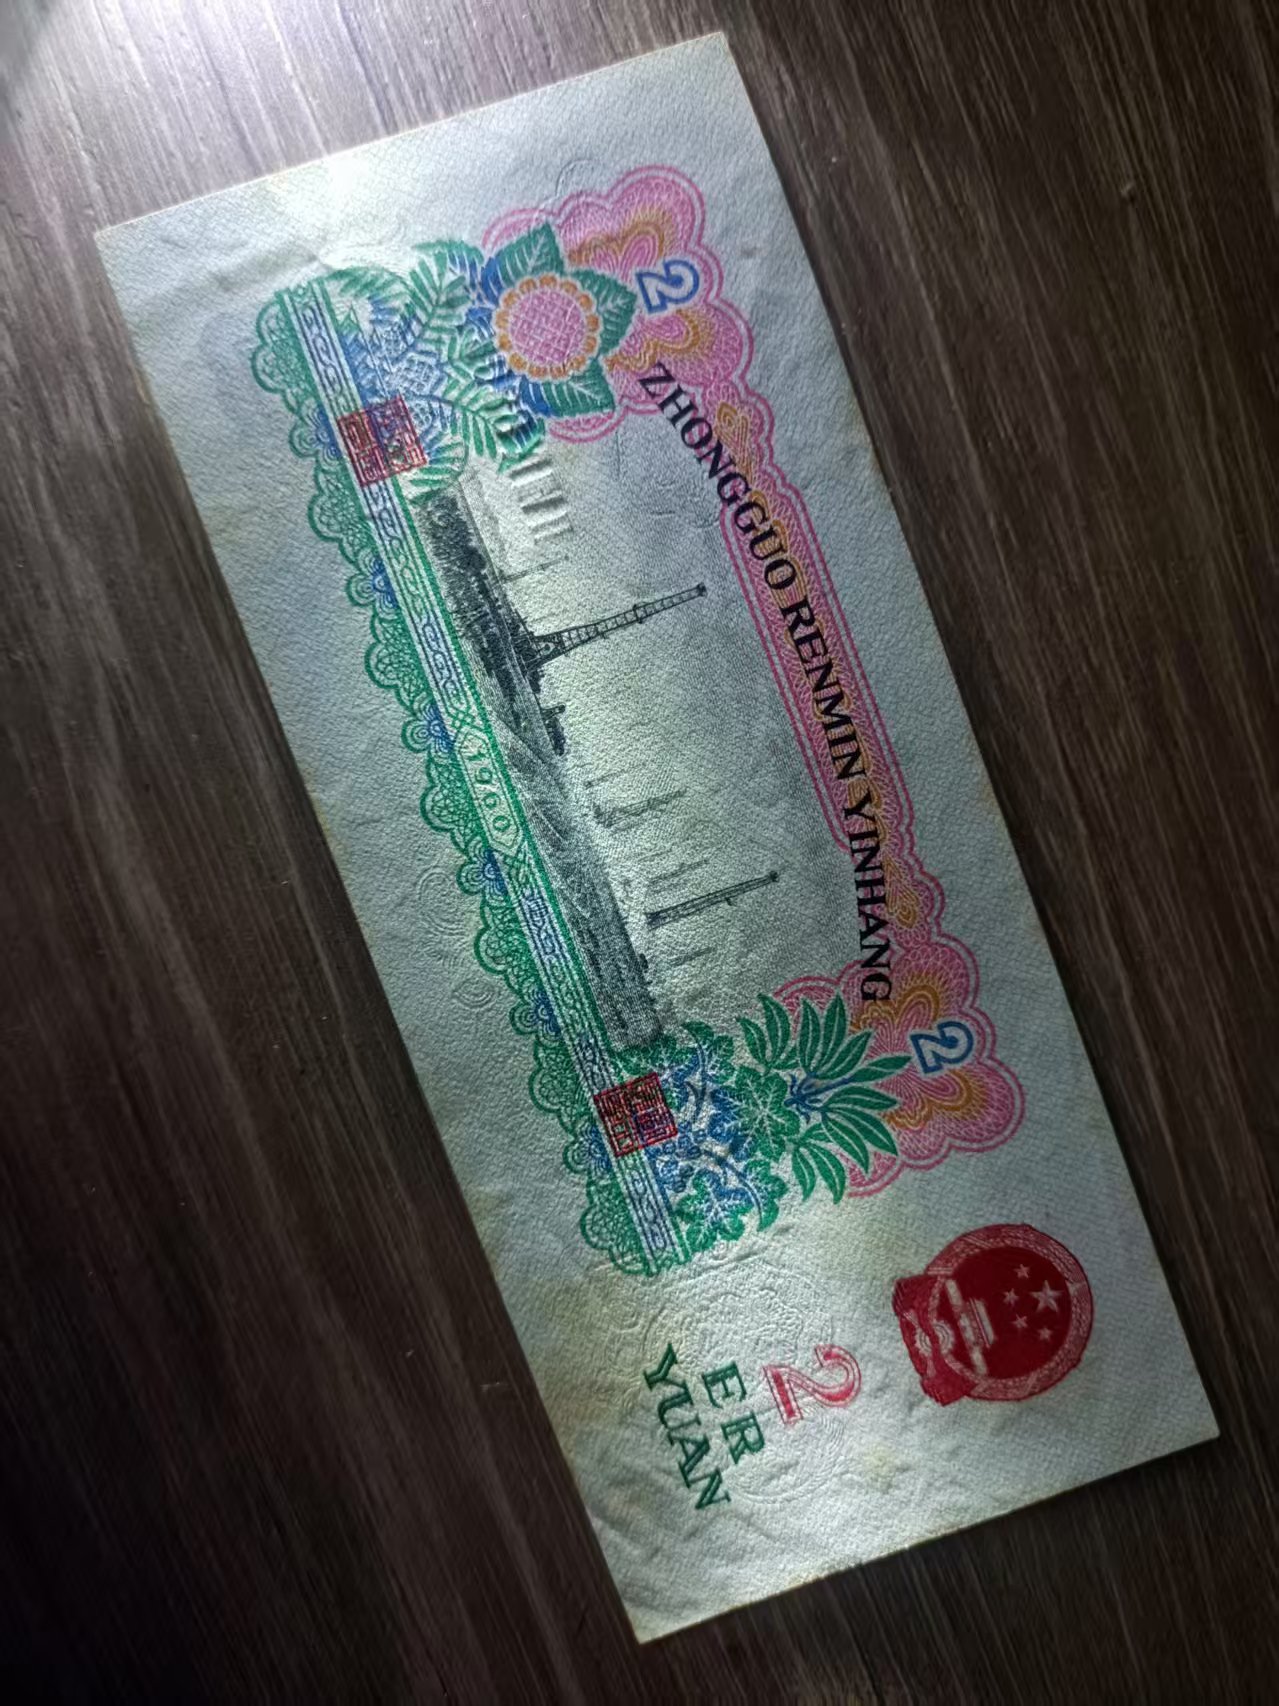 ZHONGGUO RENMIN YINHANG
2
2
1960
2
ER
YUAN